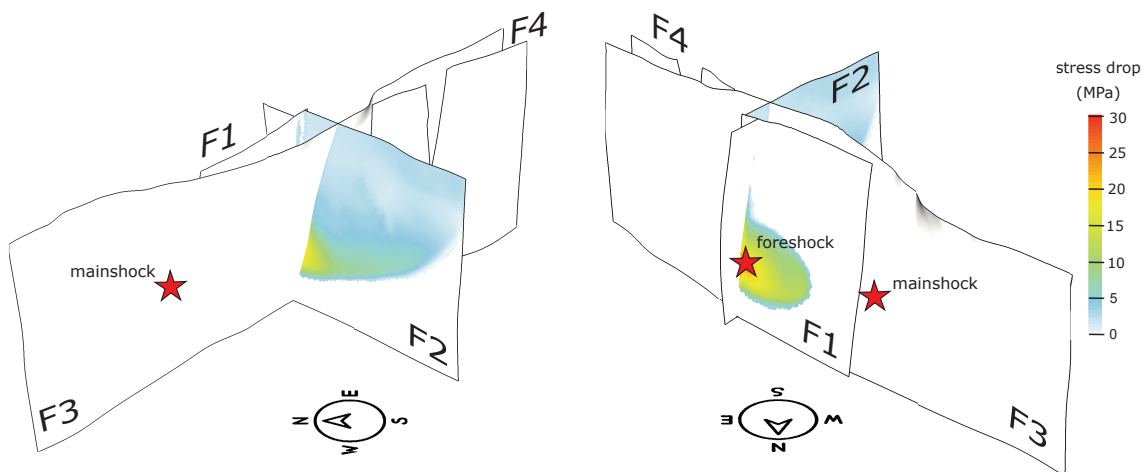 F4
F1
mainshock
F2
F3
N
E
S
W
F4
F2
foreshock
mainshock
F1
F3
S
E
W
N
stress drop
(MPa)
30
25
20
15
10
5
0